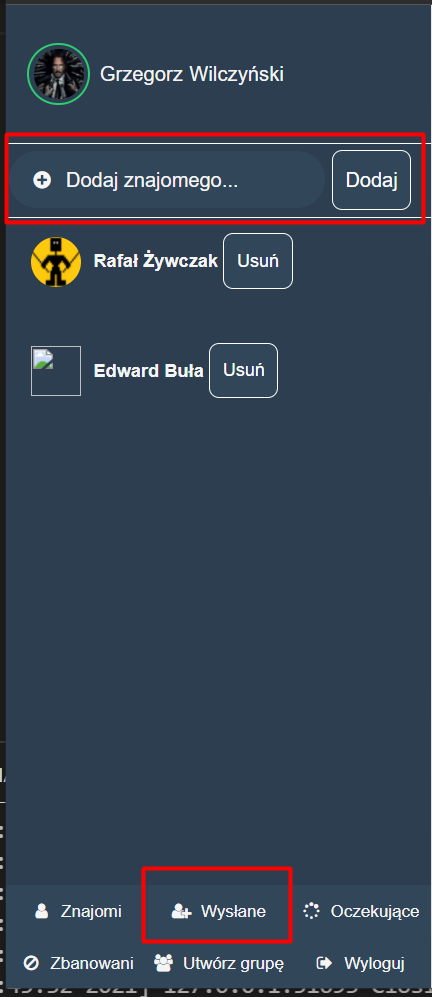 Grzegorz Wilczyński
Dodaj znajomego... Dodaj
Rafał Żywczak Usuń
Edward Buła Usuń
Znajomi Wysłane Oczekujące
Zbanowani Utwórz grupę Wyloguj